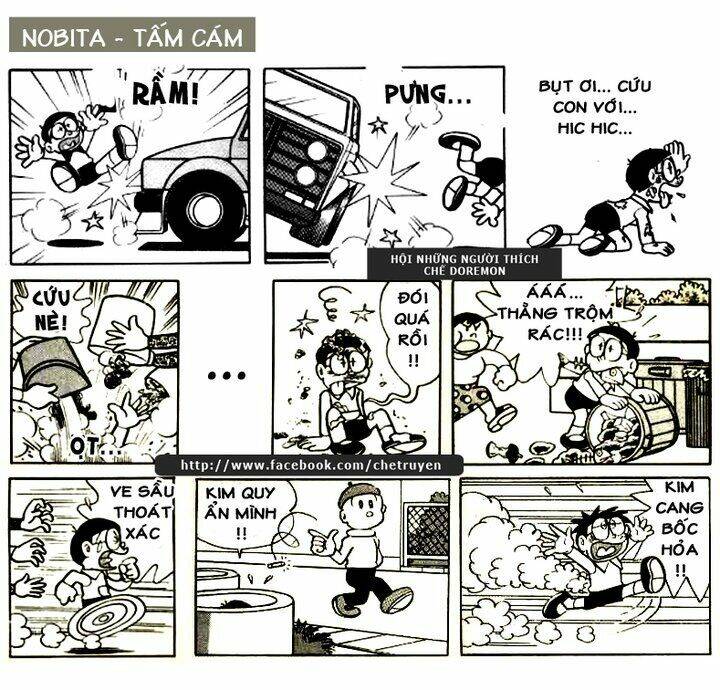 NOBITA - TẤM CÁM
RẦM!
PƯNG...
BỤT ƠI... CỨU
CON VỚI...
HIC HIC...
HỘI NHỮNG NGƯỜI THÍCH
CHẾ DOREMON
CỨU
NÈ!
ỌT...
...
ĐÓI
QUÁ
RỒI
!!
ÁÁÁ...
THẰNG TRỘM
RÁC!!!
http://www.facebook.com/chetruyen
VE SẦU
THOÁT
XÁC
KIM QUY
ẨN MÌNH
!!
KIM
CANG
BỐC
HỎA
!!